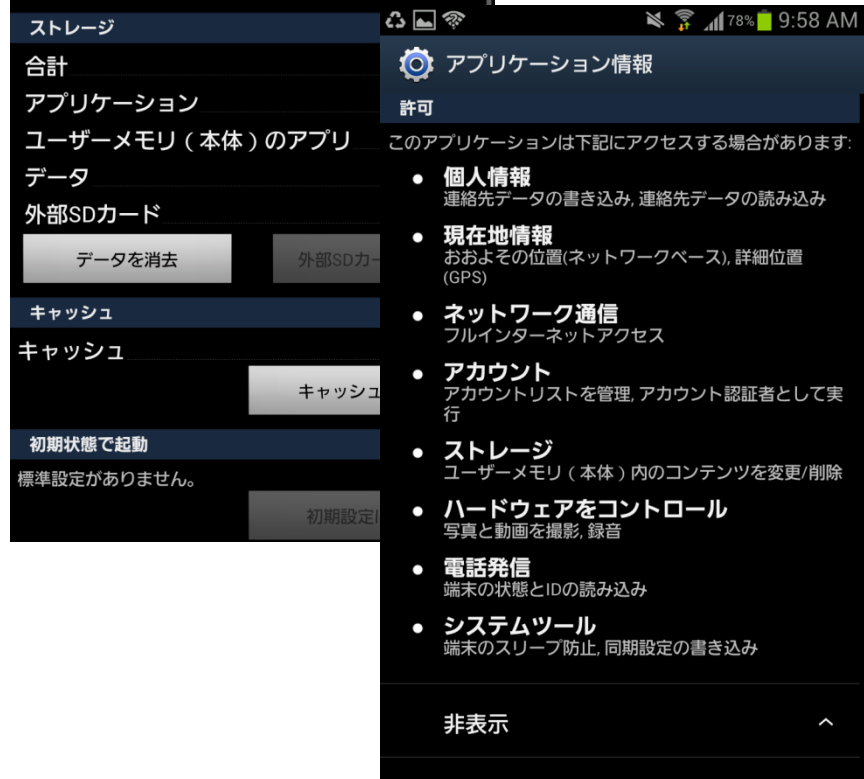 ストレージ
合計
アプリケーション
ユーザーメモリ(本体)のアプリ
データ
外部SDカード
データを消去
外部SDカ
キャッシュ
キャッシュ
キャッシュ
初期状態で起動
標準設定がありません。
初期設定
78%
9:58 AM
アプリケーション情報
許可
このアプリケーションは下記にアクセスする場合があります:
● 個人情報
連絡先データの書き込み, 連絡先データの読み込み
● 現在地情報
おおよその位置(ネットワークベース), 詳細位置
(GPS)
● ネットワーク通信
フルインターネットアクセス
● アカウント
アカウントリストを管理, アカウント認証者として実
行
● ストレージ
ユーザーメモリ(本体)内のコンテンツを変更/削除
● ハードウェアをコントロール
写真と動画を撮影, 録音
● 電話発信
端末の状態とIDの読み込み
● システムツール
端末のスリープ防止, 同期設定の書き込み
非表示